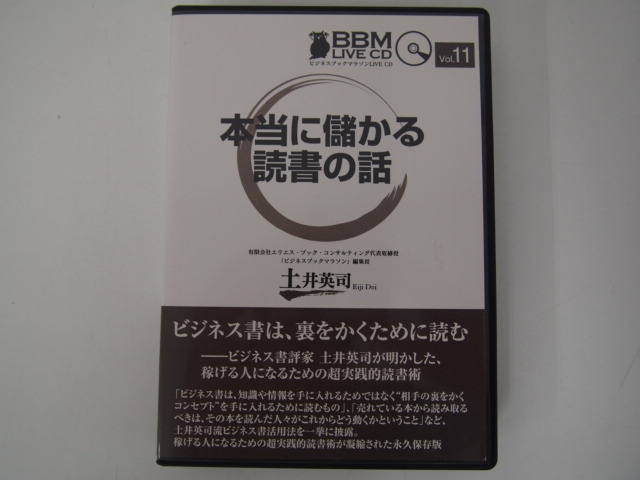 BBM
LIVE CD
ビジネスブックマラソンLIVE CD
Vol.11
本当に儲かる
読書の話
有限会社エリエス・ブック・コンサルティング代表取締役
「ビジネスブックマラソン」編集長
土井英司
Eiji Doi
ビジネス書は、裏をかくために読む
――ビジネス書評家 土井英司が明かした、
稼げる人になるための超実践的読書術
「ビジネス書は、知識や情報を手に入れるためではなく“相手の裏をかく
コンセプト”を手に入れるために読むもの」、「売れている本から読み取る
べきは、その本を読んだ人々がこれからどう動くかということ」など、
土井英司流ビジネス書活用法を一挙に披露。
稼げる人になるための超実践的読書術が凝縮された永久保存版